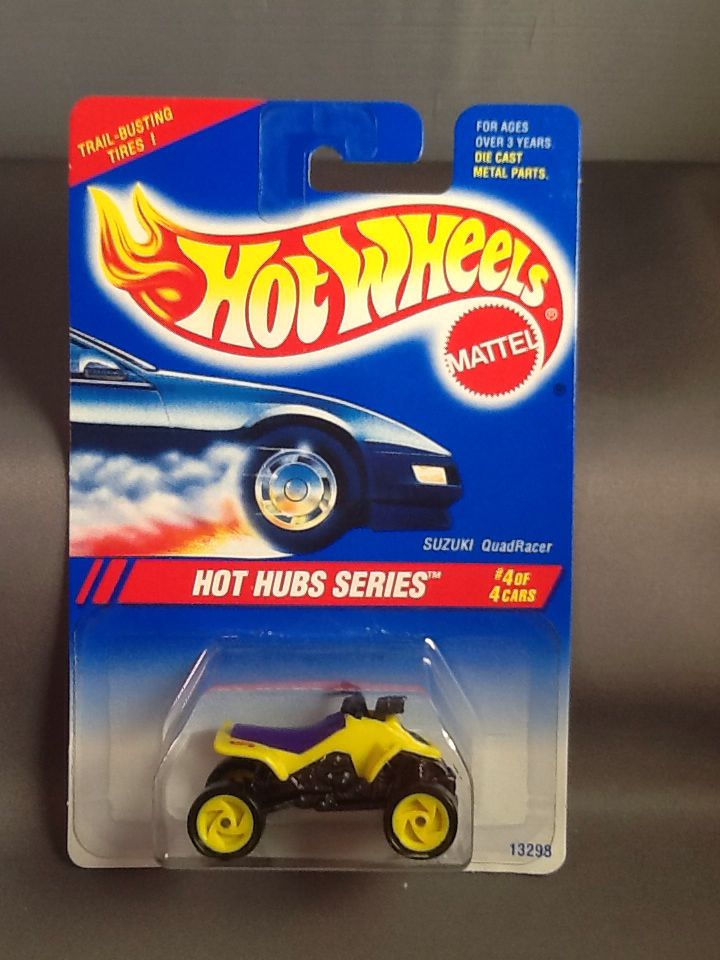 TRAIL-BUSTING
TIRES !
FOR AGES
OVER 3 YEARS
DIE CAST
METAL PARTS.
HOT WHEELS®
MATTEL
®
SUZUKI QuadRacer
HOT HUBS SERIES™
#4 OF
4 CARS
13298